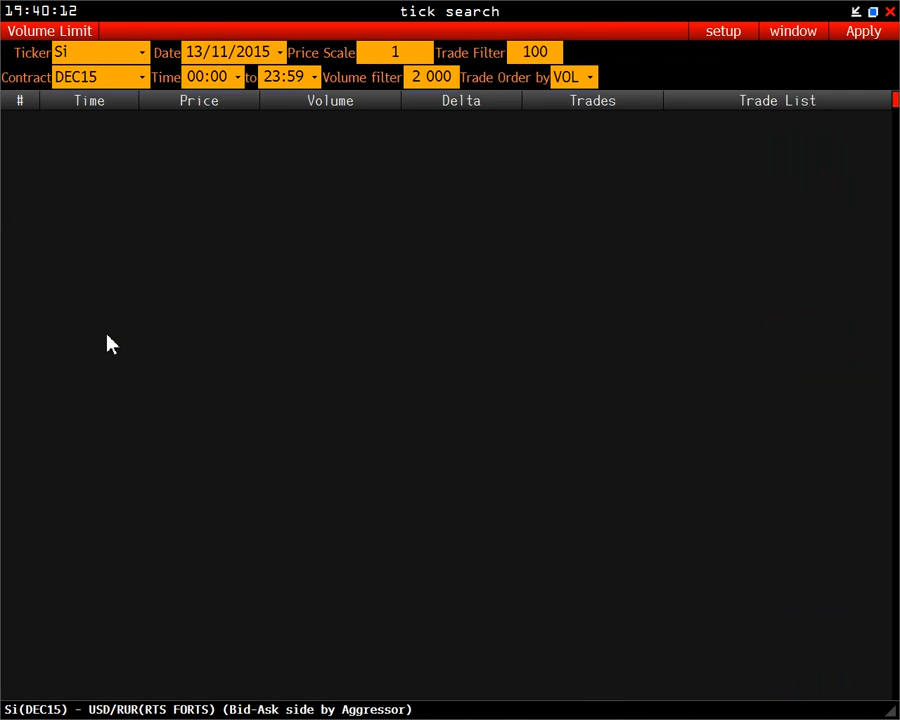 19:40:12 tick search
Volume Limit setup window Apply
Ticker Si Date 13/11/2015 Price Scale 1 Trade Filter 100
Contract DEC15 Time 00:00 to 23:59 Volume filter 2 000 Trade Order by VOL
# Time Price Volume Delta Trades Trade List
Si(DEC15) - USD/RUR(RTS FORTS) (Bid-Ask side by Aggressor)